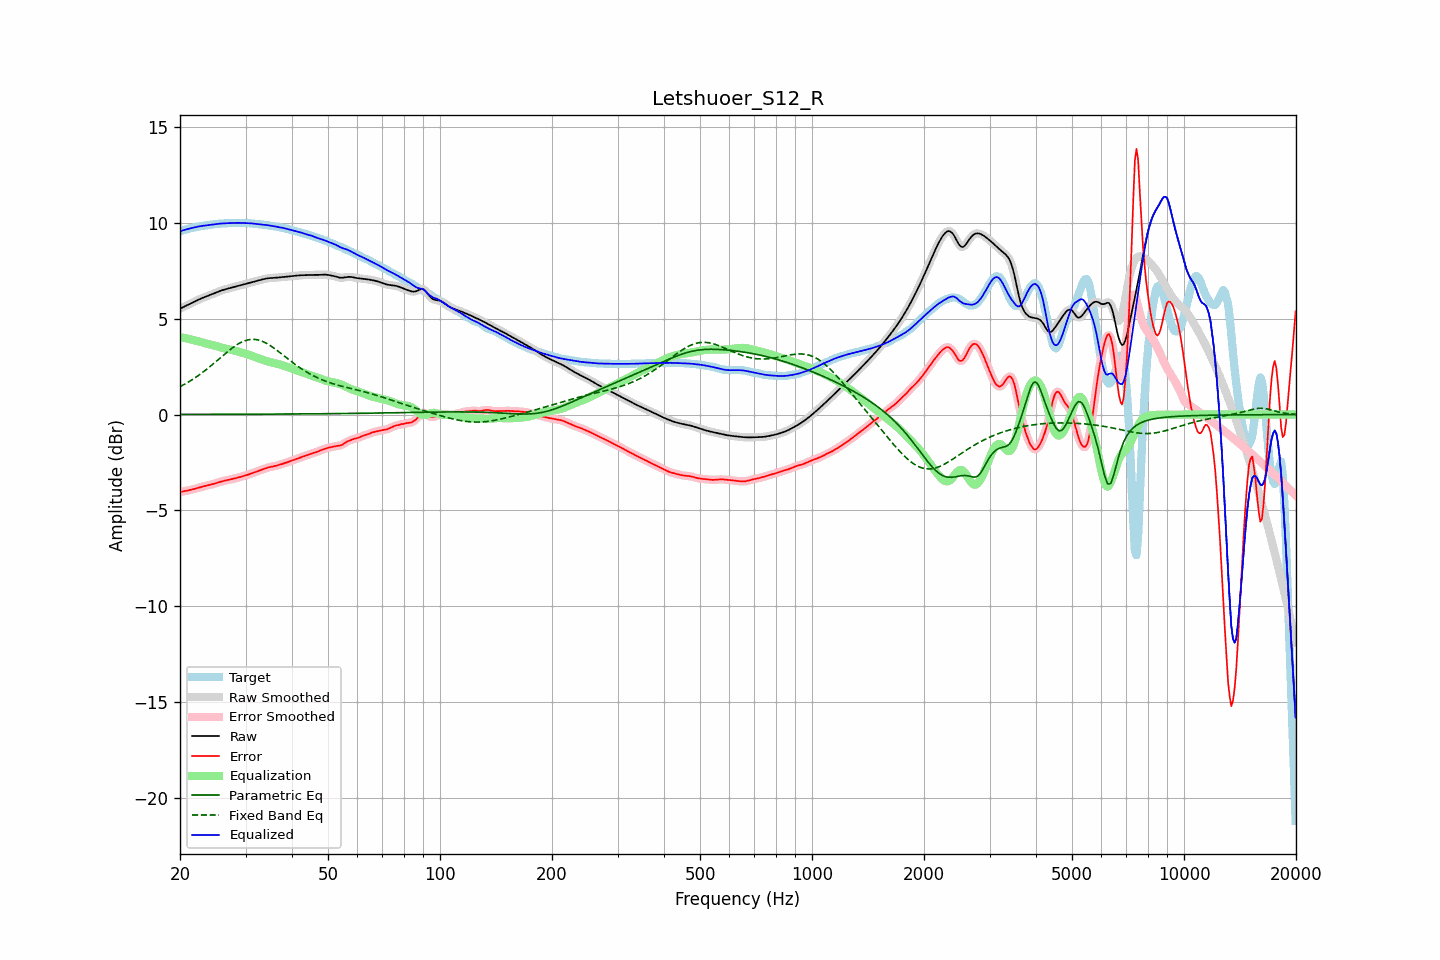 Letshuoer_S12_R
Amplitude (dBr)
15
10
5
0
−5
−10
−15
−20
Target
Raw Smoothed
Error Smoothed
Raw
Error
Equalization
Parametric Eq
Fixed Band Eq
Equalized
20 50 100 200 500 1000 2000 5000 10000 20000
Frequency (Hz)